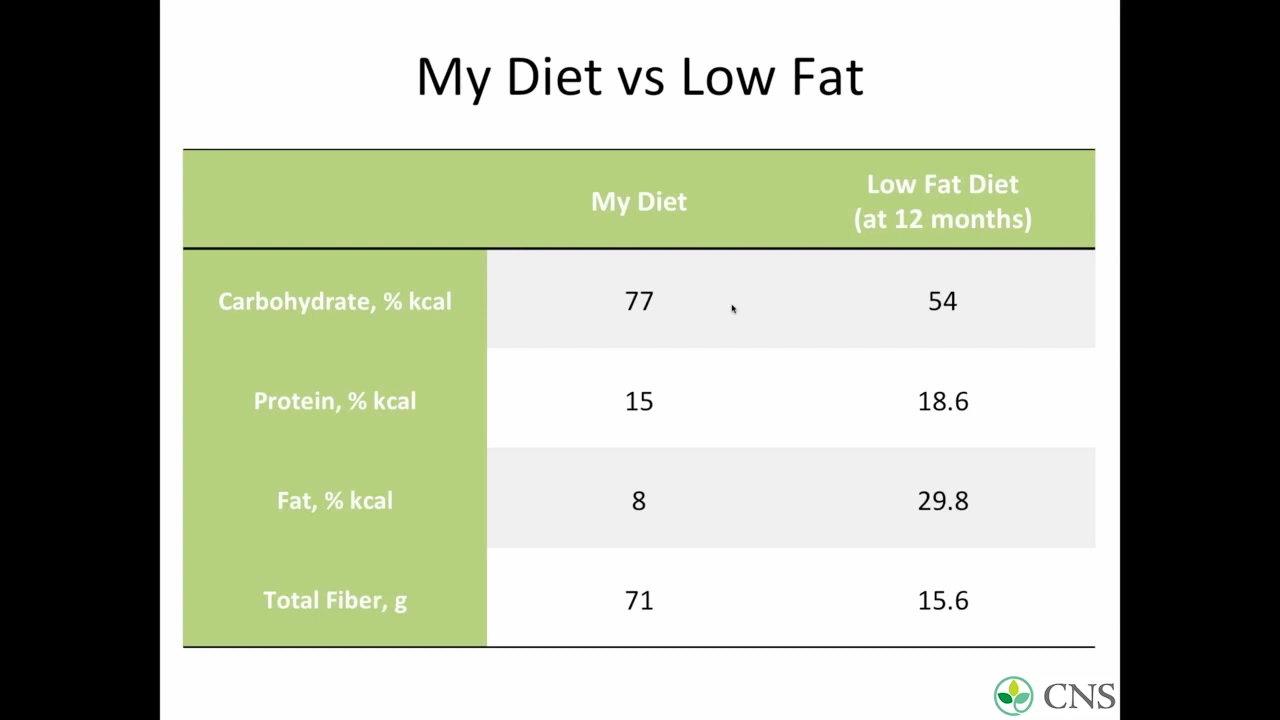 My Diet vs Low Fat
My Diet
Low Fat Diet
(at 12 months)
Carbohydrate, % kcal
77
54
Protein, % kcal
15
18.6
Fat, % kcal
8
29.8
Total Fiber, g
71
15.6
CNS